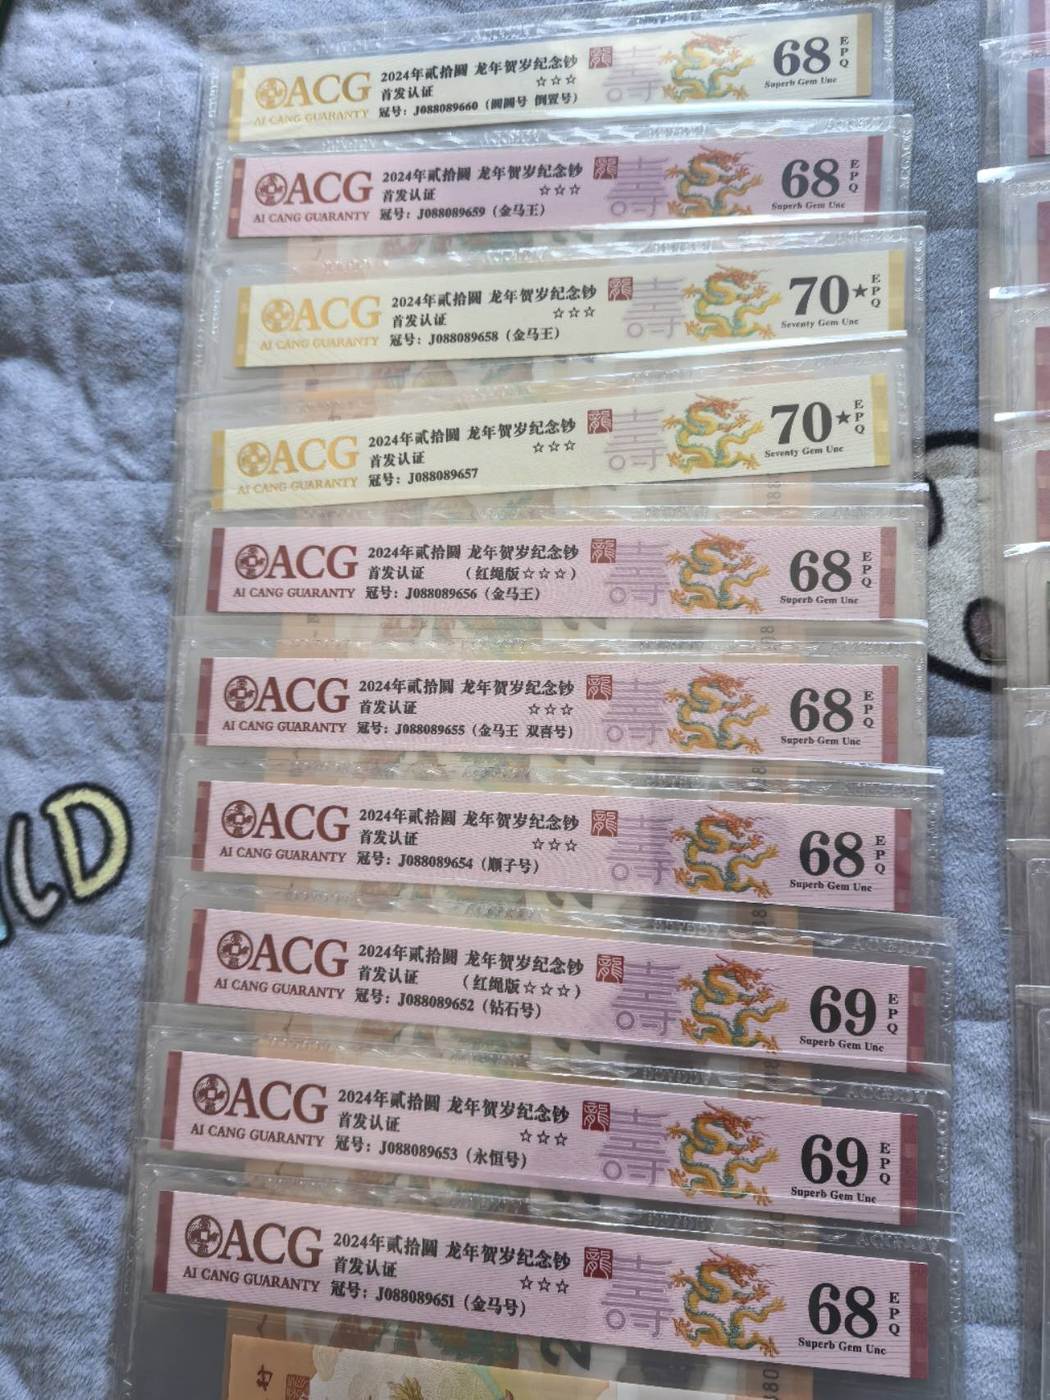 ACG
AI CANG GUARANTY
2024年贰拾圆 龙年贺岁纪念钞
首发认证 ☆☆☆
冠号：J088089660（圆圆号 倒置号）
龍
壽
68
EPQ
Superb Gem Unc
ACG
AI CANG GUARANTY
2024年贰拾圆 龙年贺岁纪念钞
首发认证 ☆☆☆
冠号：J088089659（金马王）
龍
壽
68
EPQ
Superb Gem Unc
ACG
AI CANG GUARANTY
2024年贰拾圆 龙年贺岁纪念钞
首发认证 ☆☆☆
冠号：J088089658（金马王）
龍
壽
70★
EPQ
Seventy Gem Unc
ACG
AI CANG GUARANTY
2024年贰拾圆 龙年贺岁纪念钞
首发认证 ☆☆☆
冠号：J088089657
龍
壽
70★
EPQ
Seventy Gem Unc
ACG
AI CANG GUARANTY
2024年贰拾圆 龙年贺岁纪念钞
首发认证 （红绳版☆☆☆）
冠号：J088089656（金马王）
龍
壽
68
EPQ
Superb Gem Unc
ACG
AI CANG GUARANTY
2024年贰拾圆 龙年贺岁纪念钞
首发认证 ☆☆☆
冠号：J088089655（金马王 双喜号）
龍
壽
68
EPQ
Superb Gem Unc
ACG
AI CANG GUARANTY
2024年贰拾圆 龙年贺岁纪念钞
首发认证 ☆☆☆
冠号：J088089654（顺子号）
龍
壽
68
EPQ
Superb Gem Unc
ACG
AI CANG GUARANTY
2024年贰拾圆 龙年贺岁纪念钞
首发认证 （红绳版☆☆☆）
冠号：J088089652（钻石号）
龍
壽
69
EPQ
Superb Gem Unc
ACG
AI CANG GUARANTY
2024年贰拾圆 龙年贺岁纪念钞
首发认证 ☆☆☆
冠号：J088089653（永恒号）
龍
壽
69
EPQ
Superb Gem Unc
ACG
AI CANG GUARANTY
2024年贰拾圆 龙年贺岁纪念钞
首发认证 ☆☆☆
冠号：J088089651（金马号）
龍
壽
68
EPQ
Superb Gem Unc